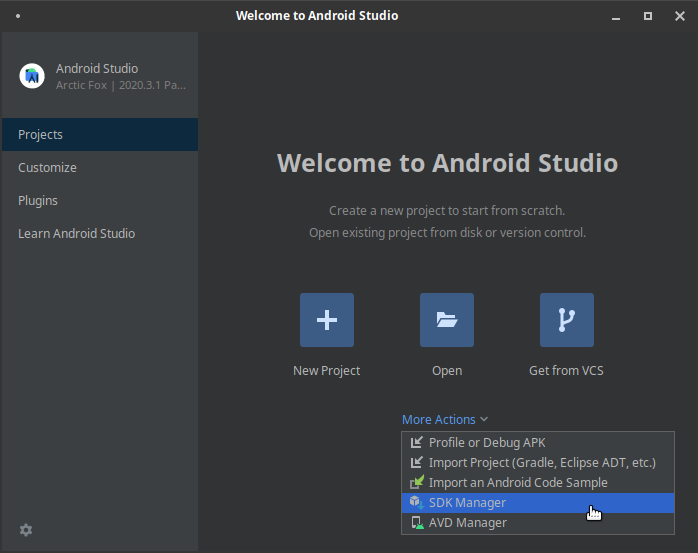 Welcome to Android Studio
Android Studio
Arctic Fox | 2020.3.1 Pa...
Projects
Customize
Plugins
Learn Android Studio
Welcome to Android Studio
Create a new project to start from scratch.
Open existing project from disk or version control.
New Project
Open
Get from VCS
More Actions
Profile or Debug APK
Import Project (Gradle, Eclipse ADT, etc.)
Import an Android Code Sample
SDK Manager
AVD Manager